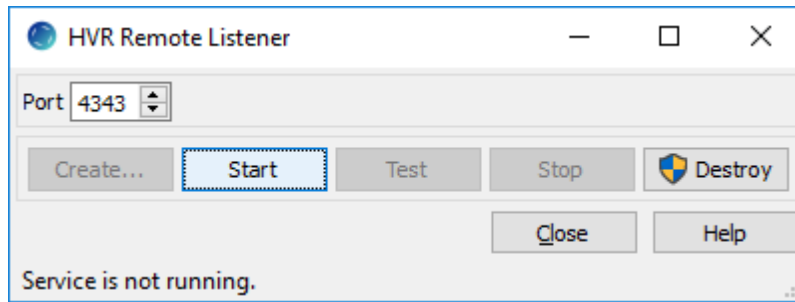 HVR Remote Listener
Port 4343
Create... Start Test Stop Destroy
Close Help
Service is not running.